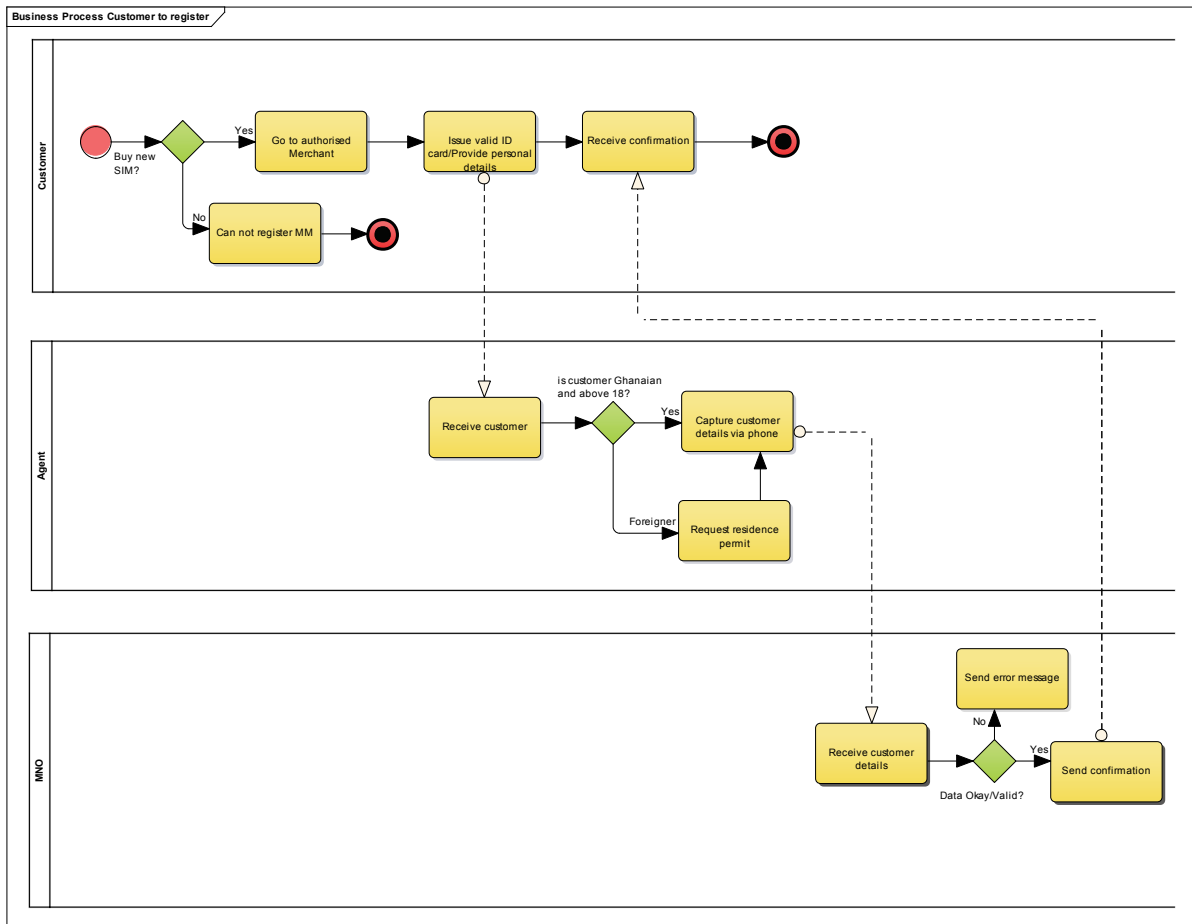 Business Process Customer to register
Customer
Buy new
SIM?
Yes
Go to authorised
Merchant
Issue valid ID
card/Provide personal
details
Receive confirmation
No
Can not register MM
Agent
Receive customer
is customer Ghanaian
and above 18?
Yes
Capture customer
details via phone
Foreigner
Request residence
permit
MNO
Receive customer
details
Data Okay/Valid?
No
Send error message
Yes
Send confirmation